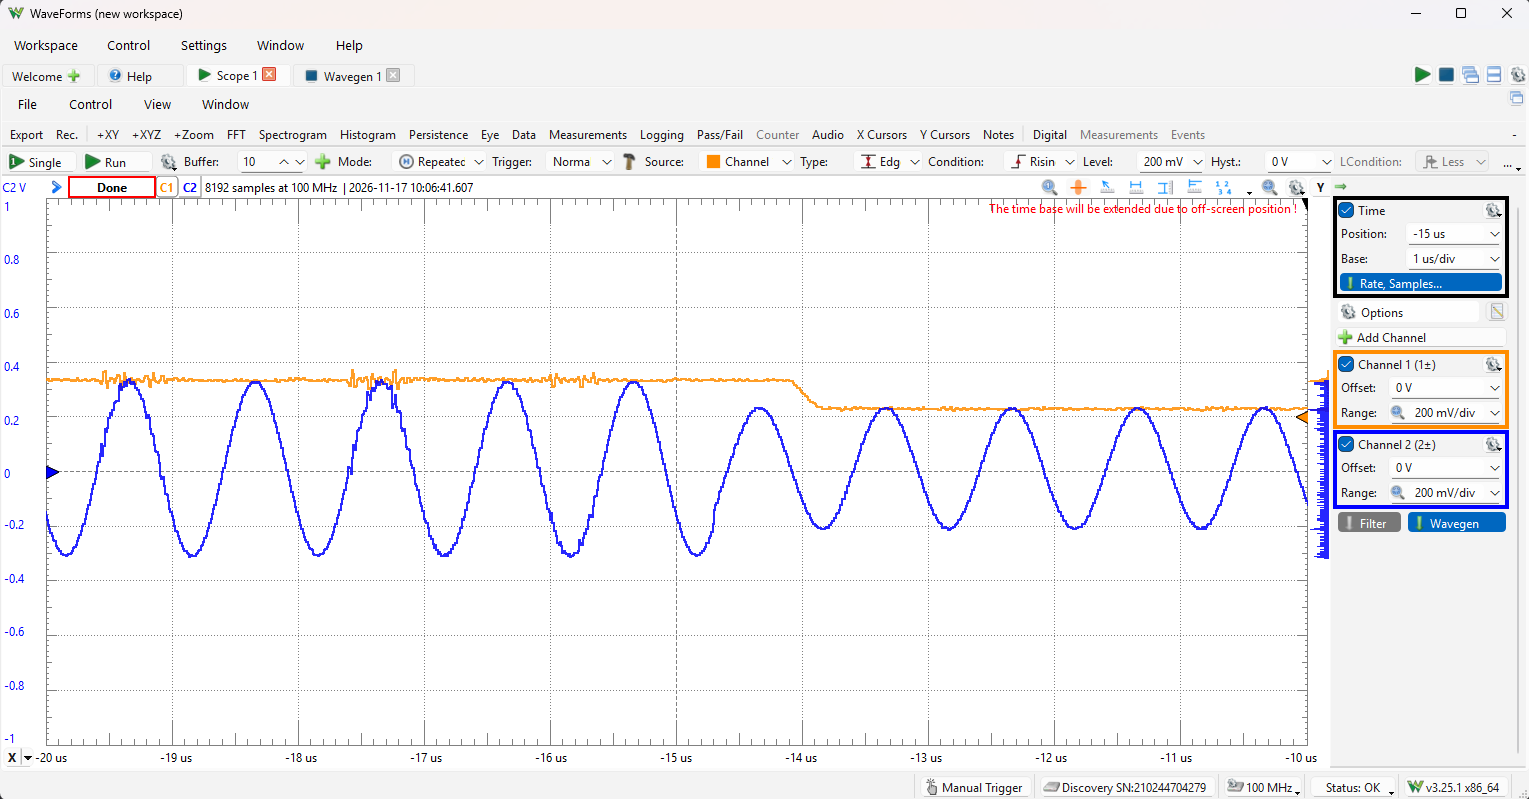 WaveForms (new workspace)
Workspace Control Settings Window Help
Welcome Help Scope 1 Wavegen 1
File Control View Window
Export Rec. +XY +XYZ +Zoom FFT Spectrogram Histogram Persistence Eye Data Measurements Logging Pass/Fail Counter Audio X Cursors Y Cursors Notes Digital Measurements Events
Single Run Buffer: 10 Mode: Repeatec Trigger: Norma Source: Channel Type: Edg Condition: Risin Level: 200 mV Hyst.: 0 V LCondition: Less ...
C2 V Done C1 C2 8192 samples at 100 MHz | 2026-11-17 10:06:41.607 Y
The time base will be extended due to off-screen position !
1
0.8
0.6
0.4
0.2
0
-0.2
-0.4
-0.6
-0.8
-1
X -20 us -19 us -18 us -17 us -16 us -15 us -14 us -13 us -12 us -11 us -10 us
Time
Position: -15 us
Base: 1 us/div
Rate, Samples...
Options
Add Channel
Channel 1 (1±)
Offset: 0 V
Range: 200 mV/div
Channel 2 (2±)
Offset: 0 V
Range: 200 mV/div
Filter Wavegen
Manual Trigger Discovery SN:210244704279 100 MHz Status: OK v3.25.1 x86_64